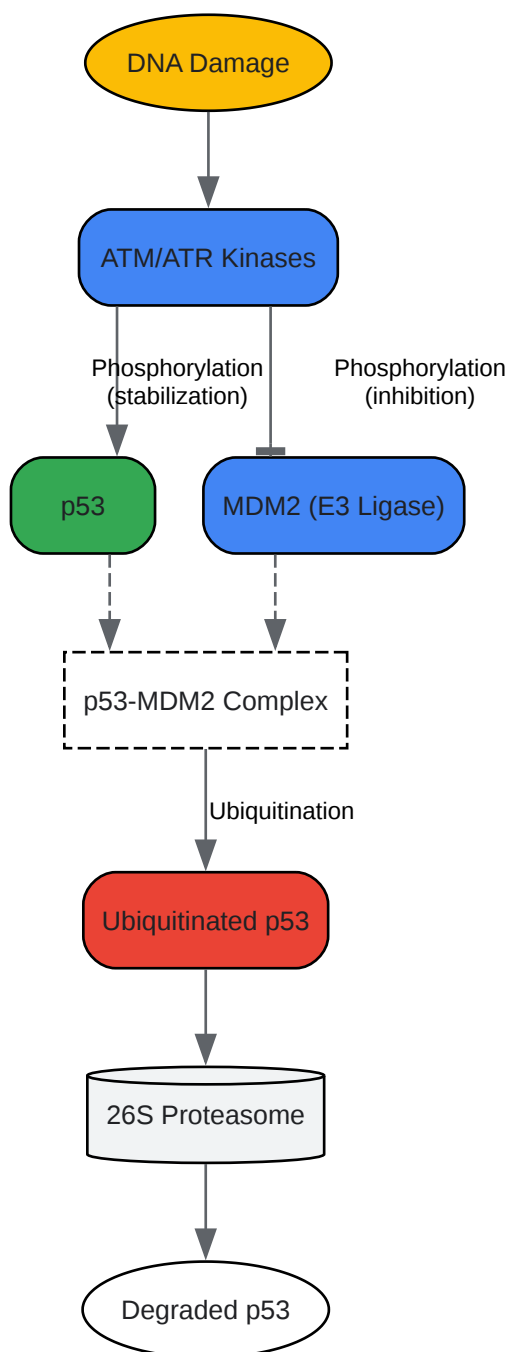 DNA Damage
ATM/ATR Kinases
Phosphorylation
(stabilization)
Phosphorylation
(inhibition)
p53
MDM2 (E3 Ligase)
p53-MDM2 Complex
Ubiquitination
Ubiquitinated p53
26S Proteasome
Degraded p53